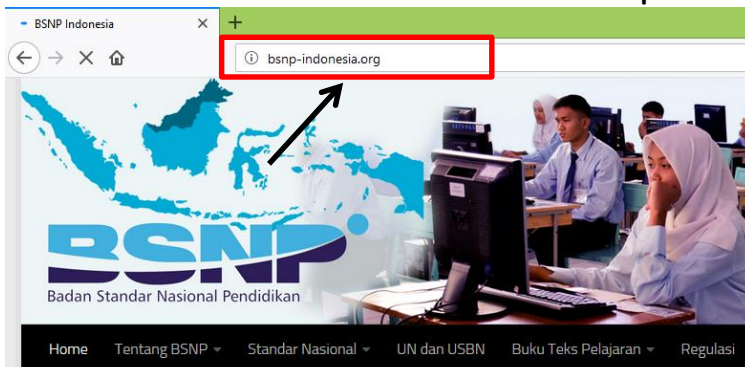 BSNP Indonesia
bsnp-indonesia.org
BSNP
Badan Standar Nasional Pendidikan
Home Tentang BSNP Standar Nasional UN dan USBN Buku Teks Pelajaran Regulasi